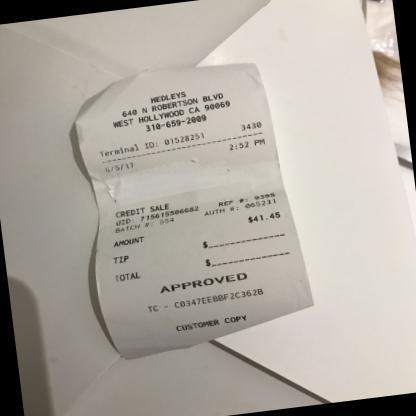 HEDLEYS
640 N ROBERTSON BLVD
WEST HOLLYWOOD CA 90069
310-659-2009
Terminal ID: 01528251 3430
4/5/17 2:52 PM
CREDIT SALE
UID: 715615506682 REF #: 9395
BATCH #: 554 AUTH #: 065231
AMOUNT $41.45
TIP $
TOTAL $
APPROVED
TC - C0347EEBBF2C362B
CUSTOMER COPY